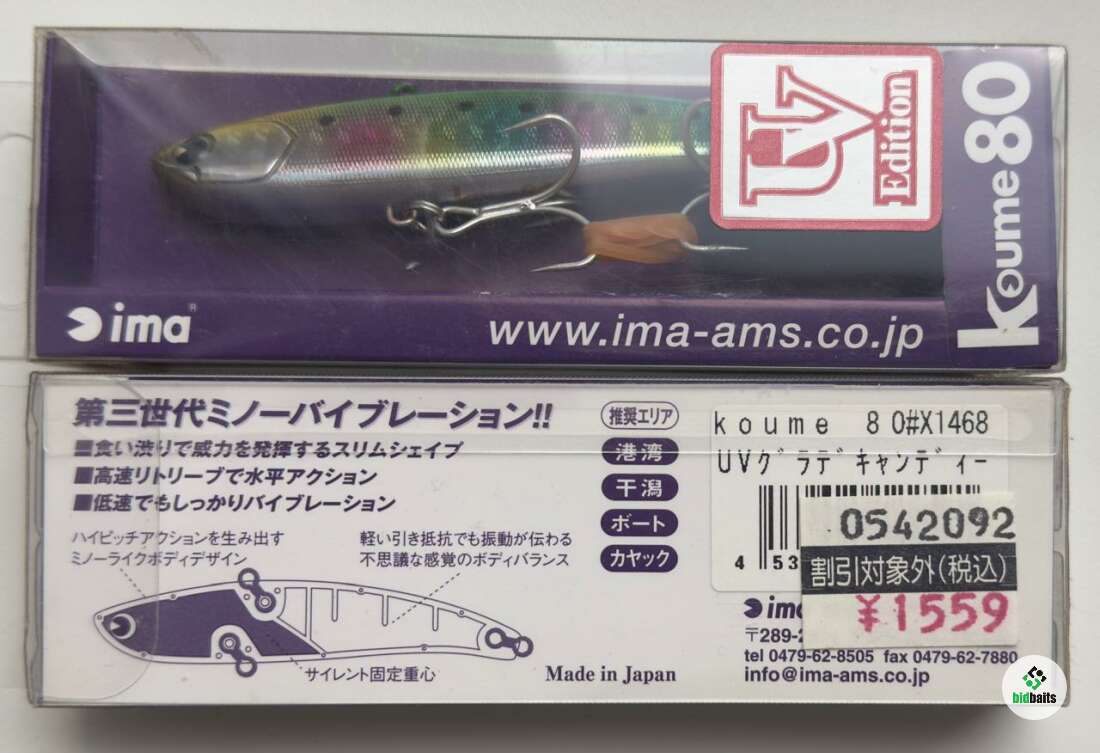 UV
Edition
koume80
ima®
www.ima-ams.co.jp
第三世代ミノーバイブレーション!!
■食い渋りで威力を発揮するスリムシェイプ
■高速リトリーブで水平アクション
■低速でもしっかりバイブレーション
推奨エリア
港湾
干潟
ボート
カヤック
koume 80#X1468
UVグラデキャンディー
4 53
0542092
割引対象外(税込)
¥1559
ハイピッチアクションを生み出す
ミノーライクボディデザイン
軽い引き抵抗でも振動が伝わる
不思議な感覚のボディバランス
サイレント固定重心
Made in Japan
ima
〒289-2
tel 0479-62-8505 fax 0479-62-7880
info@ima-ams.co.jp
bidbaits